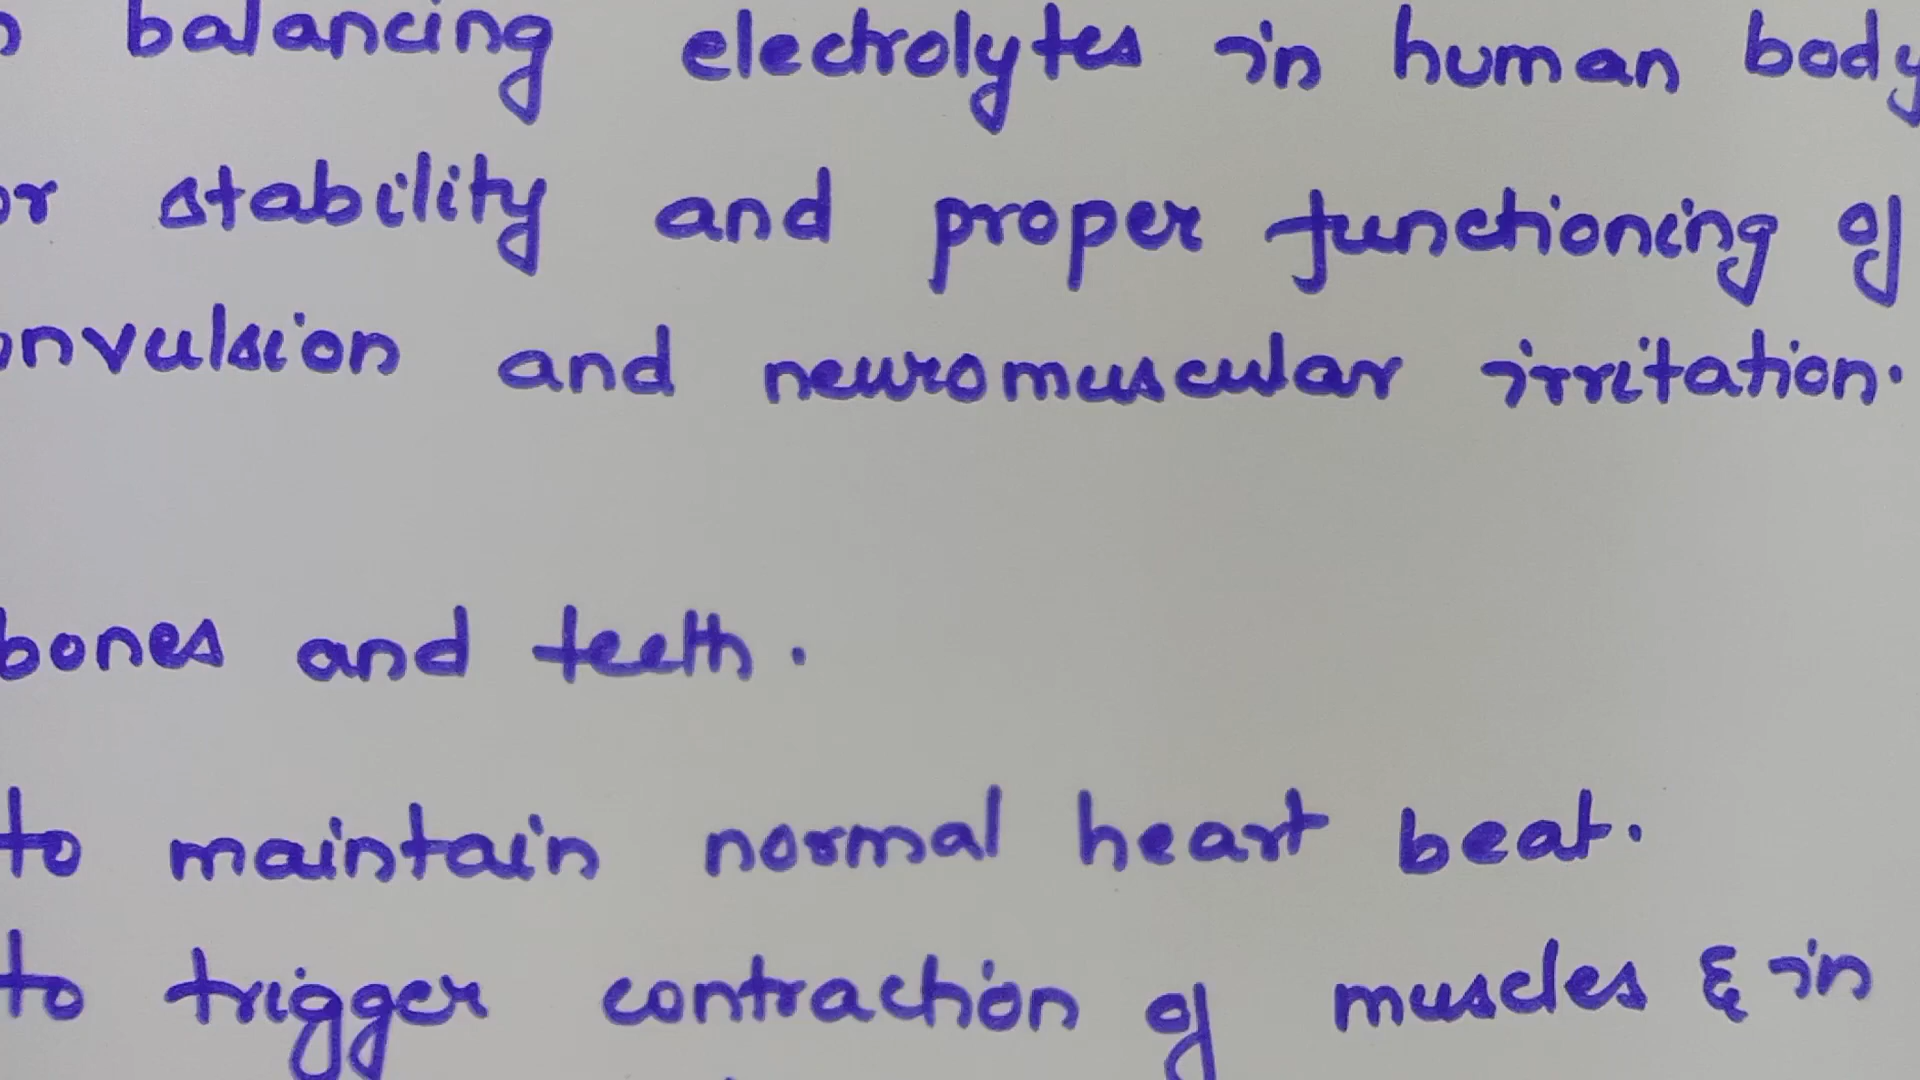 balancing electrolytes in human body
stability and proper functioning of
and neuromuscular irritation.
bones and teeth.
to maintain normal heart beat.
to trigger contraction of muscles & in